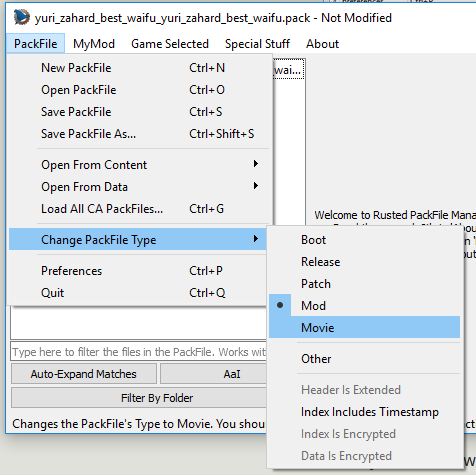 yuri_zahard_best_waifu_yuri_zahard_best_waifu.pack - Not Modified
PackFile MyMod Game Selected Special Stuff About
New PackFile Ctrl+N
wai...
Open PackFile Ctrl+O
Save PackFile Ctrl+S
Save PackFile As... Ctrl+Shift+S
Open From Content
Open From Data
Load All CA PackFiles... Ctrl+G
Welcome to Rusted PackFile Mana
Change PackFile Type
Preferences Ctrl+P
Quit Ctrl+Q
Boot
Release
Patch
Mod
Movie
Other
Header Is Extended
Index Includes Timestamp
Index Is Encrypted
Data Is Encrypted
Type here to filter the files in the PackFile. Works wit
Auto-Expand Matches AaI
Filter By Folder
Changes the PackFile's Type to Movie. You shou